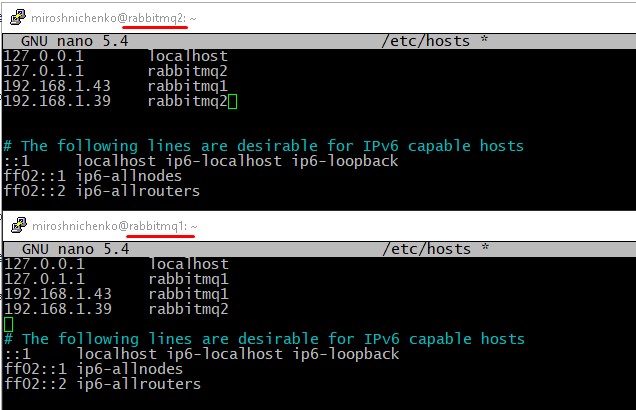 miroshnichenko@rabbitmq2: ~
GNU nano 5.4 /etc/hosts *
127.0.0.1 localhost
127.0.1.1 rabbitmq2
192.168.1.43 rabbitmq1
192.168.1.39 rabbitmq2
# The following lines are desirable for IPv6 capable hosts
::1 localhost ip6-localhost ip6-loopback
ff02::1 ip6-allnodes
ff02::2 ip6-allrouters
miroshnichenko@rabbitmq1: ~
GNU nano 5.4 /etc/hosts *
127.0.0.1 localhost
127.0.1.1 rabbitmq1
192.168.1.43 rabbitmq1
192.168.1.39 rabbitmq2
# The following lines are desirable for IPv6 capable hosts
::1 localhost ip6-localhost ip6-loopback
ff02::1 ip6-allnodes
ff02::2 ip6-allrouters